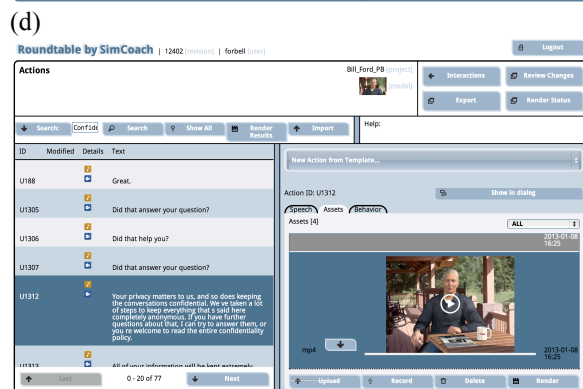 (d)
Roundtable by SimCoach | 12402 [revision] | forbell [user]
Logout
Actions
Bill_Ford_PB [project]
[model]
Interactions
Review Changes
Export
Render Status
Search:
Confide
Search
Show All
Render Results
Import
Help:
ID Modified Details Text
New Action from Template...
U188 Great.
Action ID: U1312
Show in dialog
U1305 Did that answer your question?
Speech Assets Behavior
Assets [4]
ALL
U1306 Did that help you?
2013-01-08
16:25
U1307 Did that answer your question?
U1312
Your privacy matters to us, and so does keeping
the conversations confidential. We ve taken a lot
of steps to keep everything that s said here
completely anonymous. If you have further
questions about that, I can try to answer them, or
you re welcome to read the entire confidentiality
policy.
mp4
2013-01-08
16:25
U1313 All of your information will be kept extremely
Last
0 - 20 of 77
Next
Upload
Record
Delete
Render